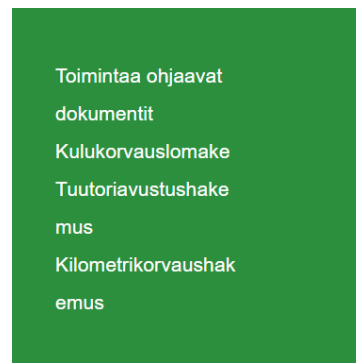 Toimintaa ohjaavat
dokumentit
Kulukorvauslomake
Tuutoriavustushake
mus
Kilometrikorvaushak
emus